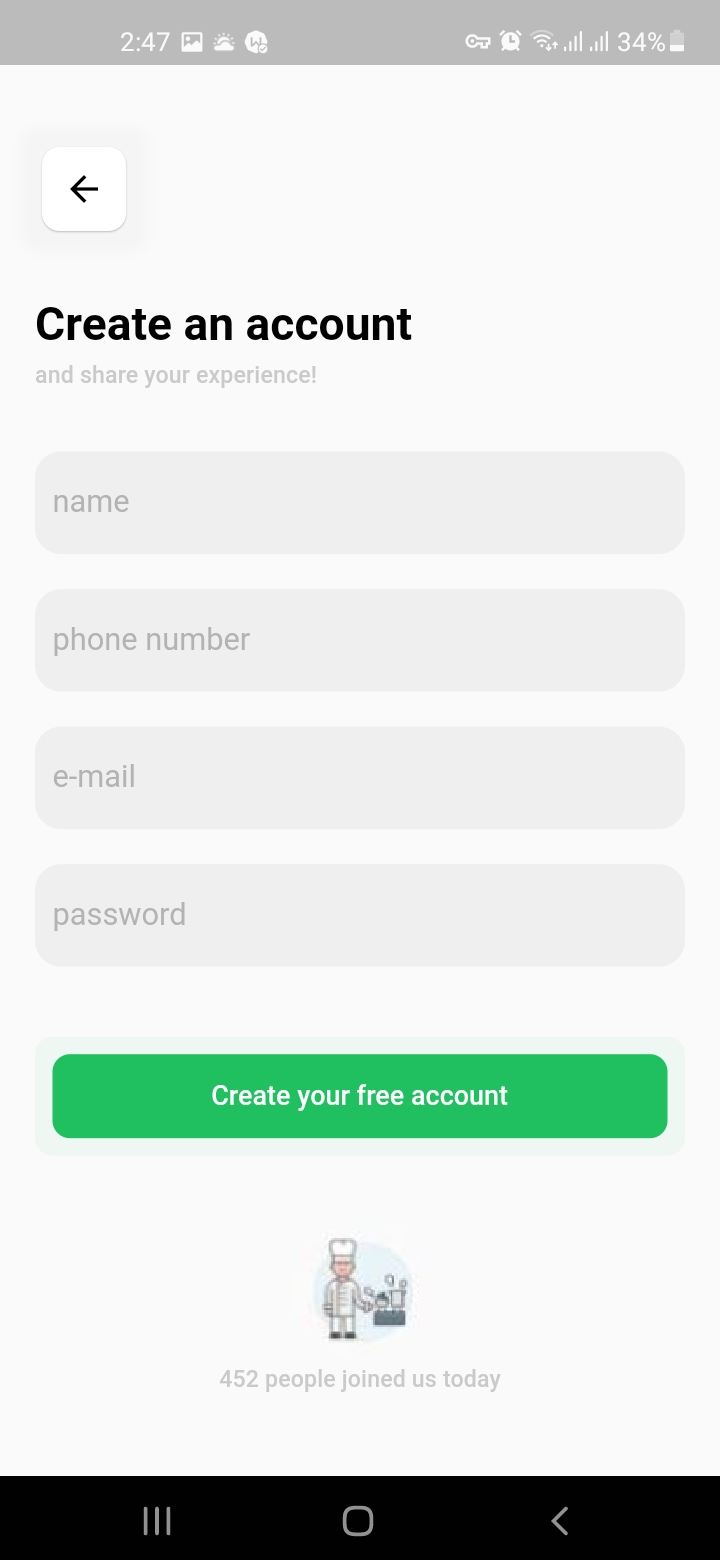 2:47 34%
Create an account
and share your experience!
name
phone number
e-mail
password
Create your free account
452 people joined us today